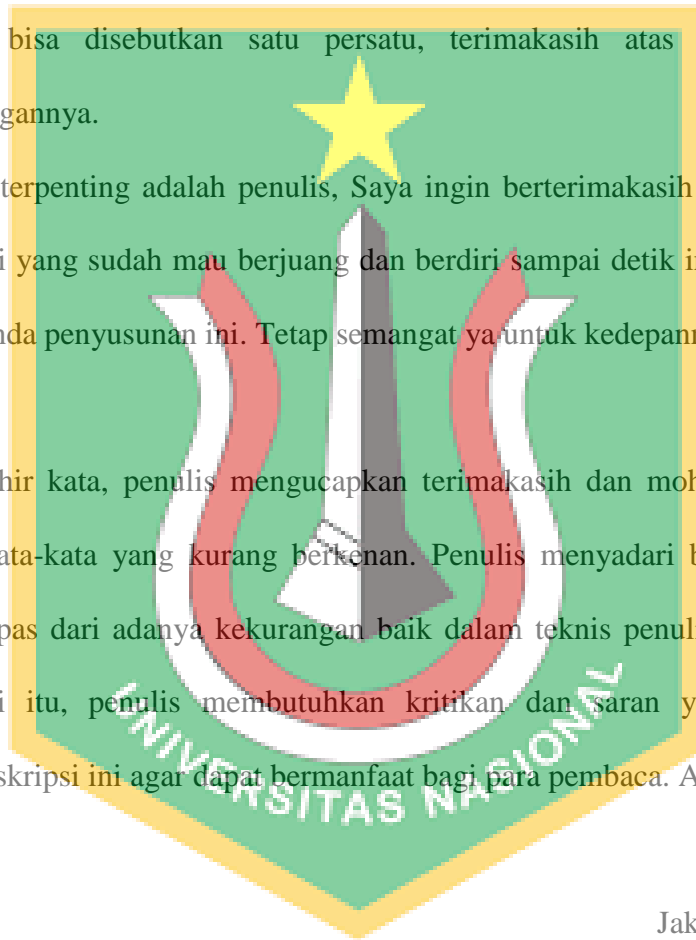 bisa disebutkan satu persatu, terimakasih atas
gannya.
terpenting adalah penulis, Saya ingin berterimakasih
i yang sudah mau berjuang dan berdiri sampai detik i
nda penyusunan ini. Tetap semangat ya untuk kedepann
hir kata, penulis mengucapkan terimakasih dan moh
ata-kata yang kurang berkenan. Penulis menyadari b
pas dari adanya kekurangan baik dalam teknis penuli
i itu, penulis membutuhkan kritikan dan saran y
skripsi ini agar dapat bermanfaat bagi para pembaca. A
UNIVERSITAS NASIONAL
Jak